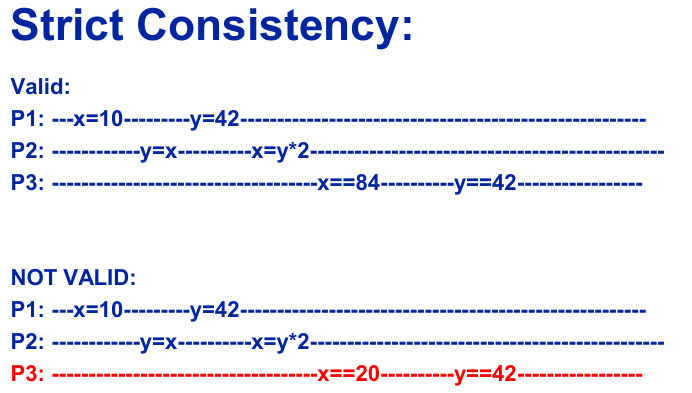 Strict Consistency:
Valid:
P1: ---x=10---------y=42-------------------------------------------------------
P2: ------------y=x----------x=y*2------------------------------------------------
P3: ------------------------------------x==84----------y==42-----------------
NOT VALID:
P1: ---x=10---------y=42-------------------------------------------------------
P2: ------------y=x----------x=y*2------------------------------------------------
P3: ------------------------------------x==20----------y==42-----------------